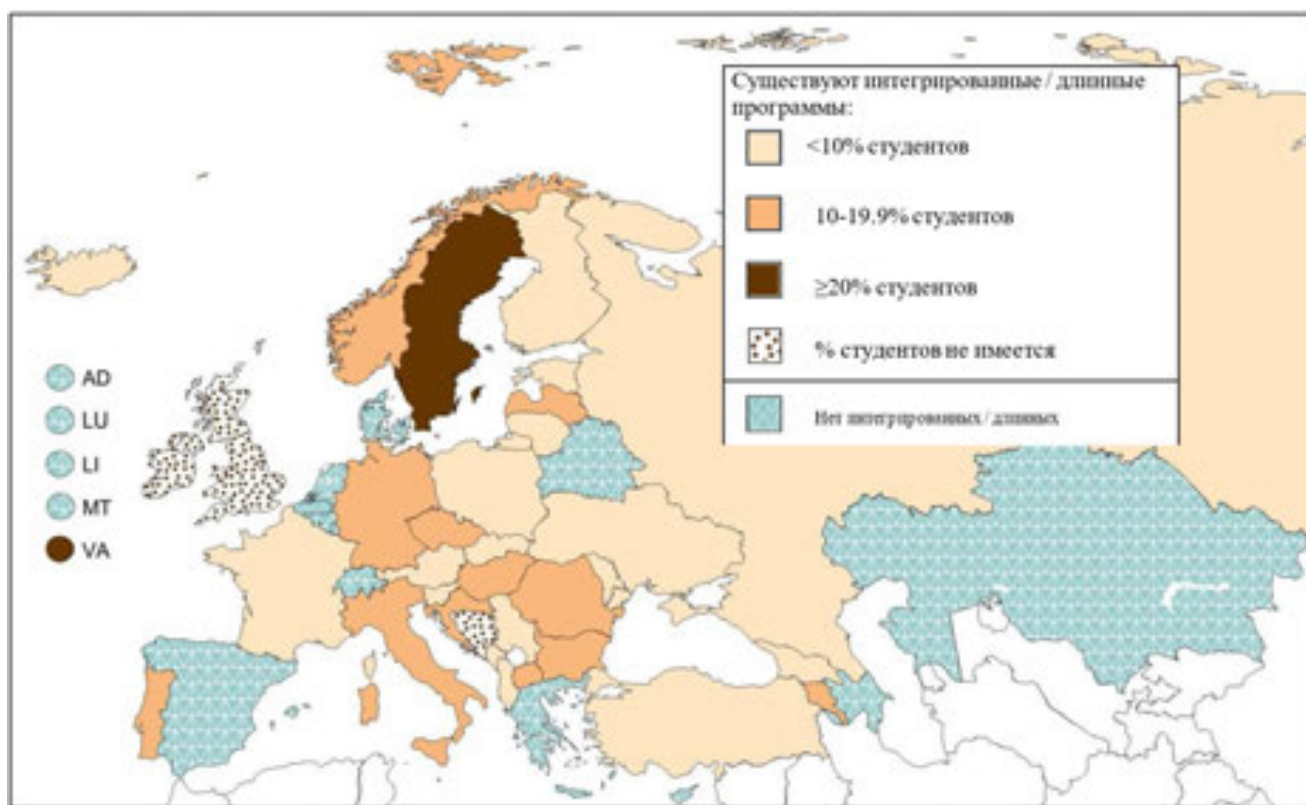 Существуют интегрированные / длинные
программы:
<10% студентов
10-19.9% студентов
≥20% студентов
% студентов не имеется
Нет интегрированных / длинных
AD
LU
LI
MT
VA